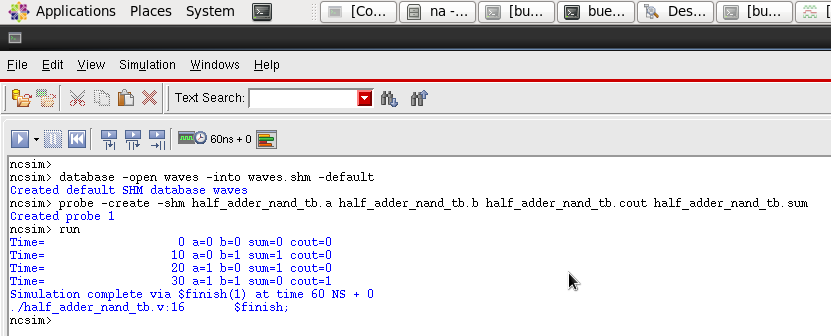 Applications Places System [Co... na -... [bu... bue... Des... [bu... [
File Edit View Simulation Windows Help
Text Search:
60ns + 0
ncsim>
ncsim> database -open waves -into waves.shm -default
Created default SHM database waves
ncsim> probe -create -shm half_adder_nand_tb.a half_adder_nand_tb.b half_adder_nand_tb.cout half_adder_nand_tb.sum
Created probe 1
ncsim> run
Time= 0 a=0 b=0 sum=0 cout=0
Time= 10 a=0 b=1 sum=1 cout=0
Time= 20 a=1 b=0 sum=1 cout=0
Time= 30 a=1 b=1 sum=0 cout=1
Simulation complete via $finish(1) at time 60 NS + 0
./half_adder_nand_tb.v:16 $finish;
ncsim>